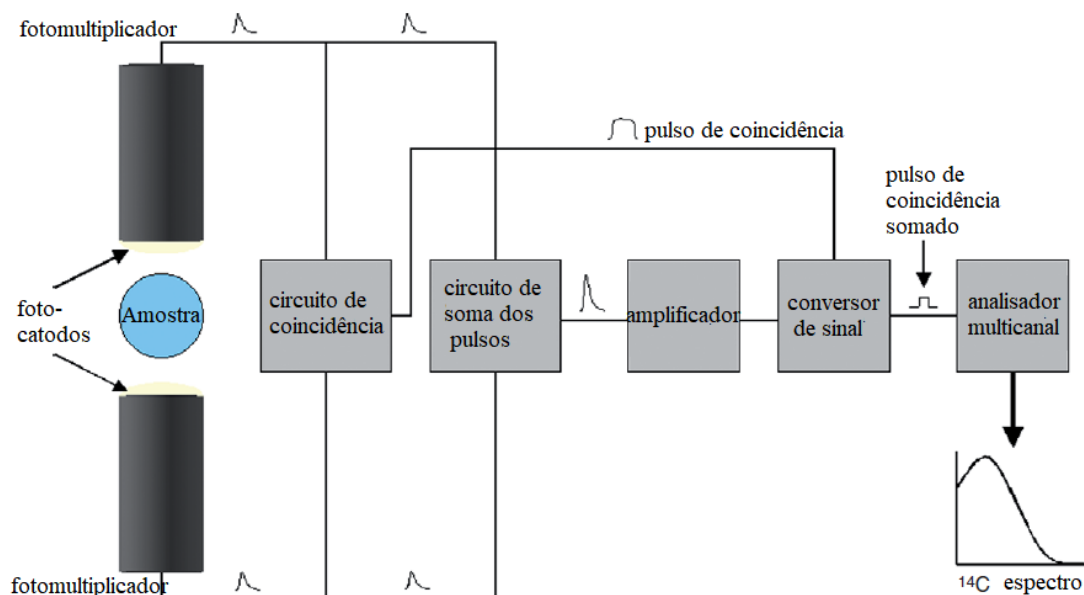 fotomultiplicador
pulso de coincidência
pulso de
coincidência
somado
foto-
catodos
Amostra
circuito de
coincidência
circuito de
soma dos
pulsos
amplificador
conversor
de sinal
analisador
multicanal
fotomultiplicador
14C espectro